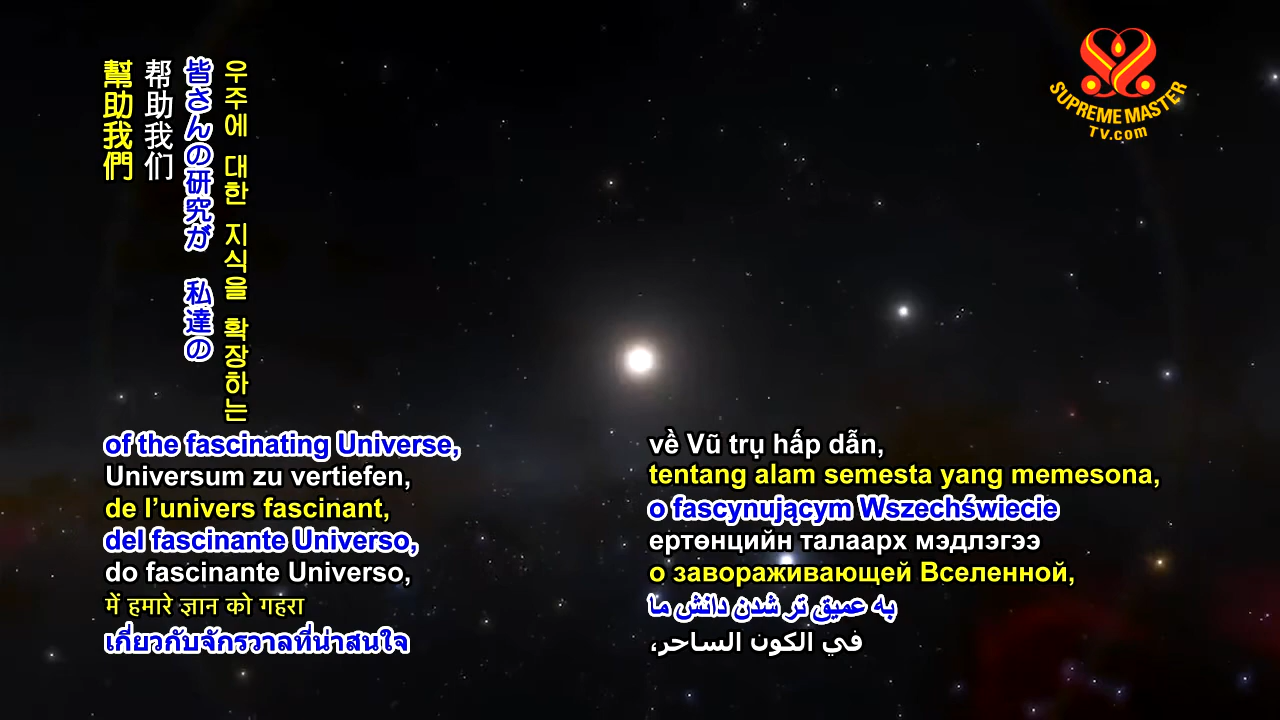 幫助我們
帮助我们
皆さんの研究が 私達の
우주에 대한 지식을 확장하는
of the fascinating Universe,
Universum zu vertiefen,
de l’univers fascinant,
del fascinante Universo,
do fascinante Universo,
में हमारे ज्ञान को गहरा
เกี่ยวกับจักรวาลที่น่าสนใจ
về Vũ trụ hấp dẫn,
tentang alam semesta yang memesona,
o fascynującym Wszechświecie
ертөнцийн талаарх мэдлэгээ
о завораживающей Вселенной,
به عمیق تر شدن دانش ما
في الكون الساحر،
SUPREME MASTER
TV.com